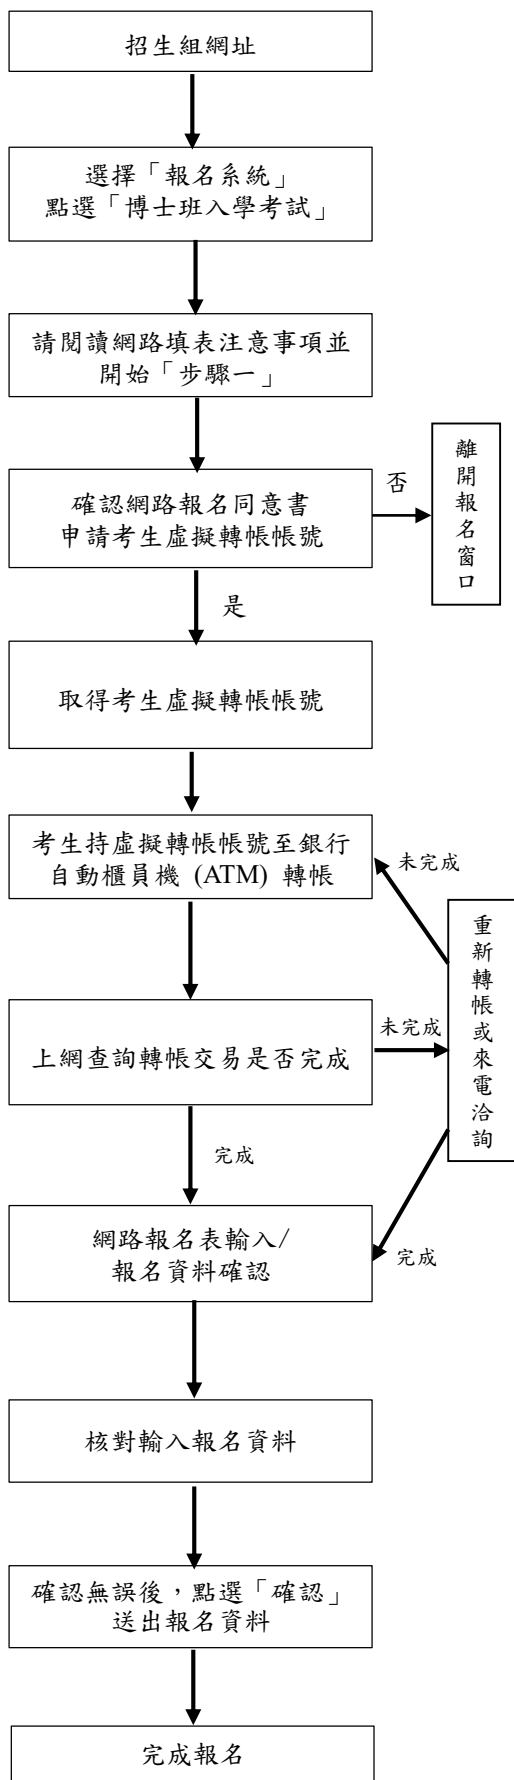 招生組網址
選擇「報名系統」
點選「博士班入學考試」
請閱讀網路填表注意事項並
開始「步驟一」
確認網路報名同意書
申請考生虛擬轉帳帳號
否
離開報名窗口
是
取得考生虛擬轉帳帳號
考生持虛擬轉帳帳號至銀行
自動櫃員機 (ATM) 轉帳
未完成
重新轉帳或來電洽詢
上網查詢轉帳交易是否完成
未完成
完成
網路報名表輸入/
報名資料確認
完成
核對輸入報名資料
確認無誤後，點選「確認」
送出報名資料
完成報名